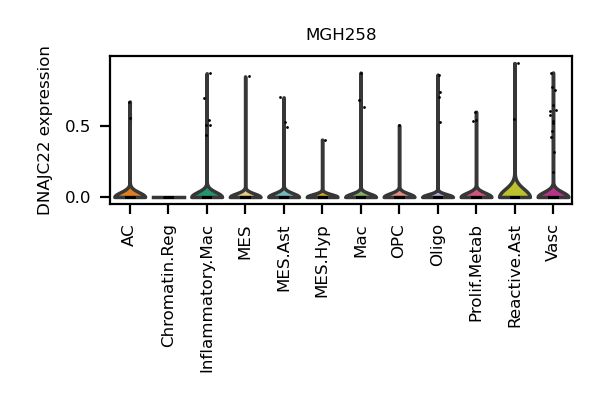 MGH258
DNAJC22 expression
0.5
0.0
AC
Chromatin.Reg
Inflammatory.Mac
MES
MES.Ast
MES.Hyp
Mac
OPC
Oligo
Prolif.Metab
Reactive.Ast
Vasc